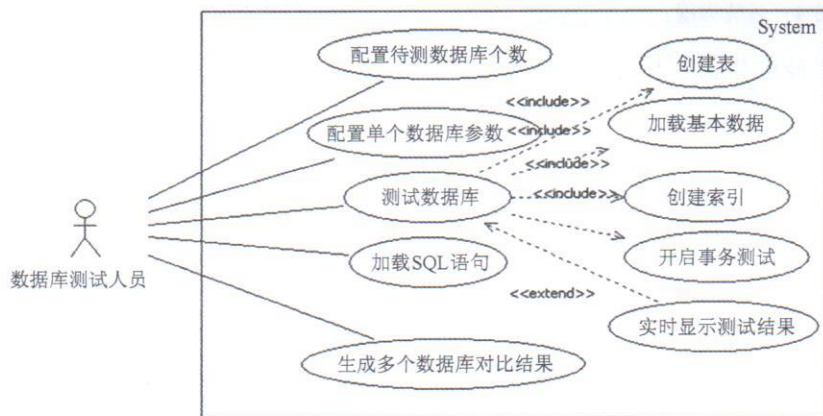 System
配置待测数据库个数
创建表
<<include>>
配置单个数据库参数
<<include>>
加载基本数据
<<include>>
测试数据库
<<include>>
创建索引
数据库测试人员
加载SQL语句
开启事务测试
<<extend>>
实时显示测试结果
生成多个数据库对比结果